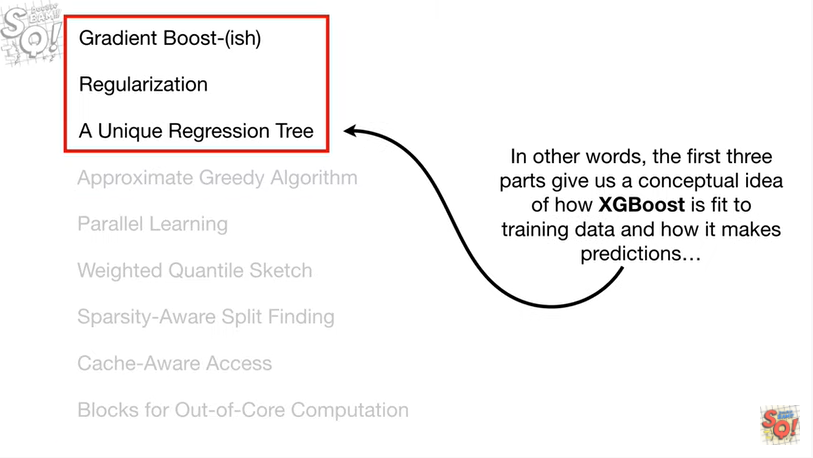 Gradient Boost-(ish)
Regularization
A Unique Regression Tree
Approximate Greedy Algorithm
Parallel Learning
Weighted Quantile Sketch
Sparsity-Aware Split Finding
Cache-Aware Access
Blocks for Out-of-Core Computation
In other words, the first three
parts give us a conceptual idea
of how XGBoost is fit to
training data and how it makes
predictions…
SQ!